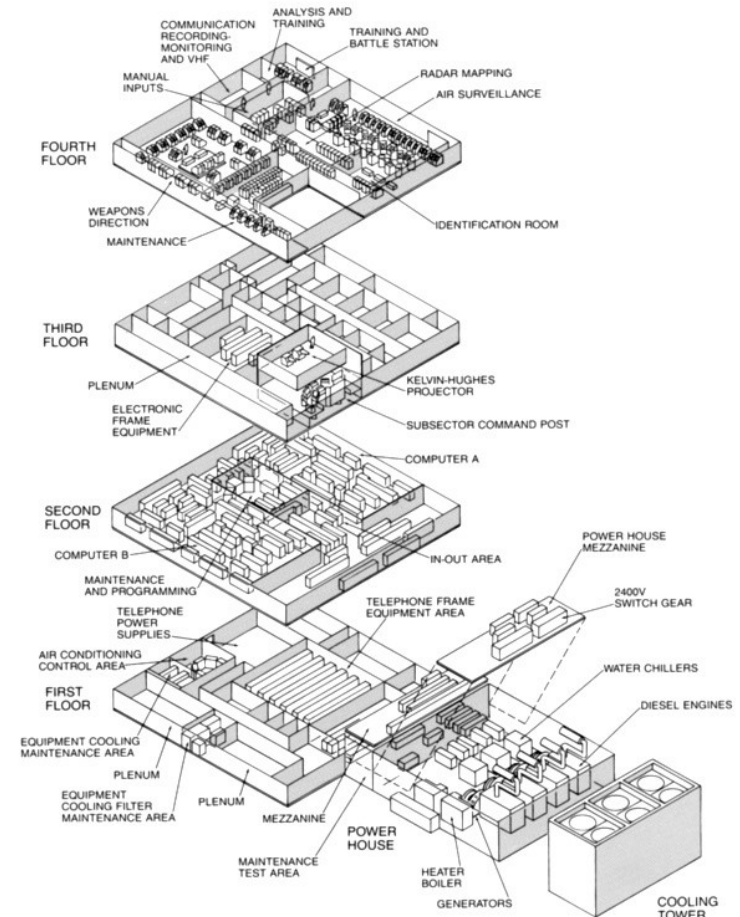 ANALYSIS AND
TRAINING
COMMUNICATION
RECORDING-
MONITORING
AND VHF
TRAINING AND
BATTLE STATION
MANUAL
INPUTS
RADAR MAPPING
AIR SURVEILLANCE
FOURTH
FLOOR
WEAPONS
DIRECTION
MAINTENANCE
IDENTIFICATION ROOM
THIRD
FLOOR
PLENUM
ELECTRONIC
FRAME
EQUIPMENT
KELVIN-HUGHES
PROJECTOR
SUBSECTOR COMMAND POST
COMPUTER A
SECOND
FLOOR
COMPUTER B
IN-OUT AREA
MAINTENANCE
AND PROGRAMMING
POWER HOUSE
MEZZANINE
2400V
SWITCH GEAR
TELEPHONE
POWER
SUPPLIES
TELEPHONE FRAME
EQUIPMENT AREA
AIR CONDITIONING
CONTROL AREA
FIRST
FLOOR
WATER CHILLERS
DIESEL ENGINES
EQUIPMENT COOLING
MAINTENANCE AREA
PLENUM
EQUIPMENT
COOLING FILTER
MAINTENANCE AREA
PLENUM
MEZZANINE
POWER
HOUSE
MAINTENANCE
TEST AREA
HEATER
BOILER
GENERATORS
COOLING
TOWER